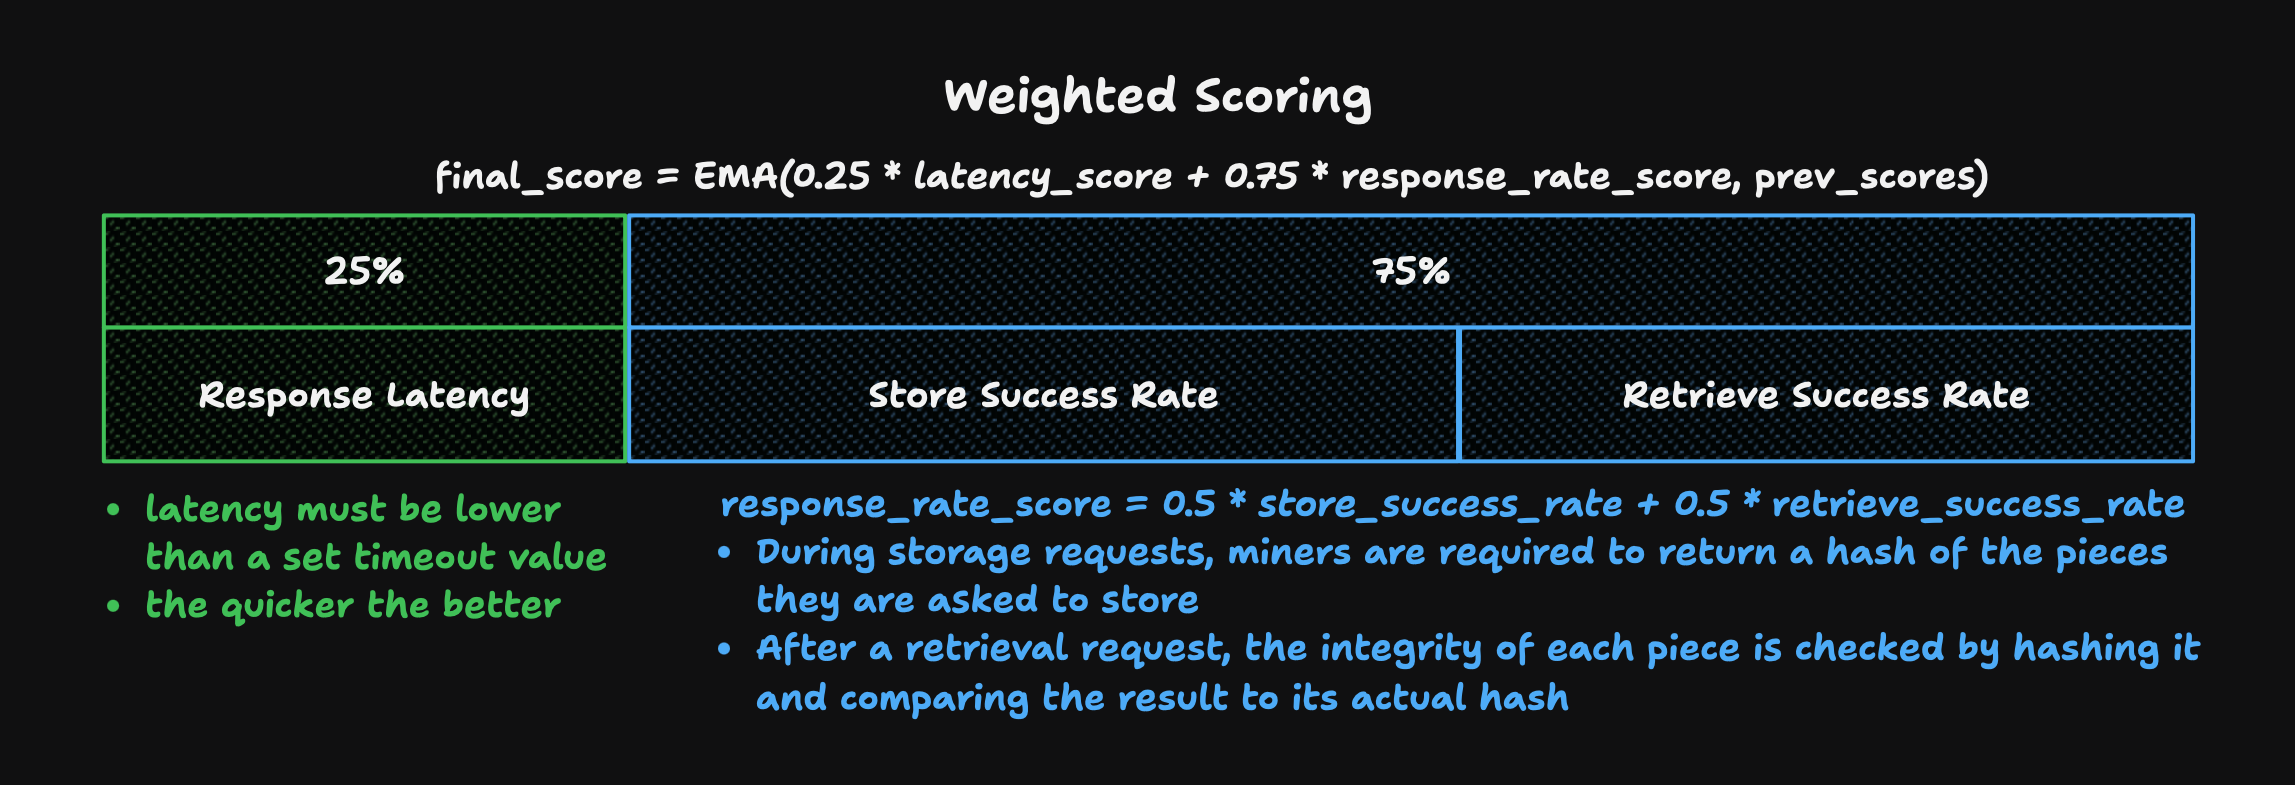 Weighted Scoring
final_score = EMA(0.25 * latency_score + 0.75 * response_rate_score, prev_scores)
25%
75%
Response Latency
Store Success Rate
Retrieve Success Rate
• latency must be lower
than a set timeout value
• the quicker the better
response_rate_score = 0.5 * store_success_rate + 0.5 * retrieve_success_rate
• During storage requests, miners are required to return a hash of the pieces
they are asked to store
• After a retrieval request, the integrity of each piece is checked by hashing it
and comparing the result to its actual hash